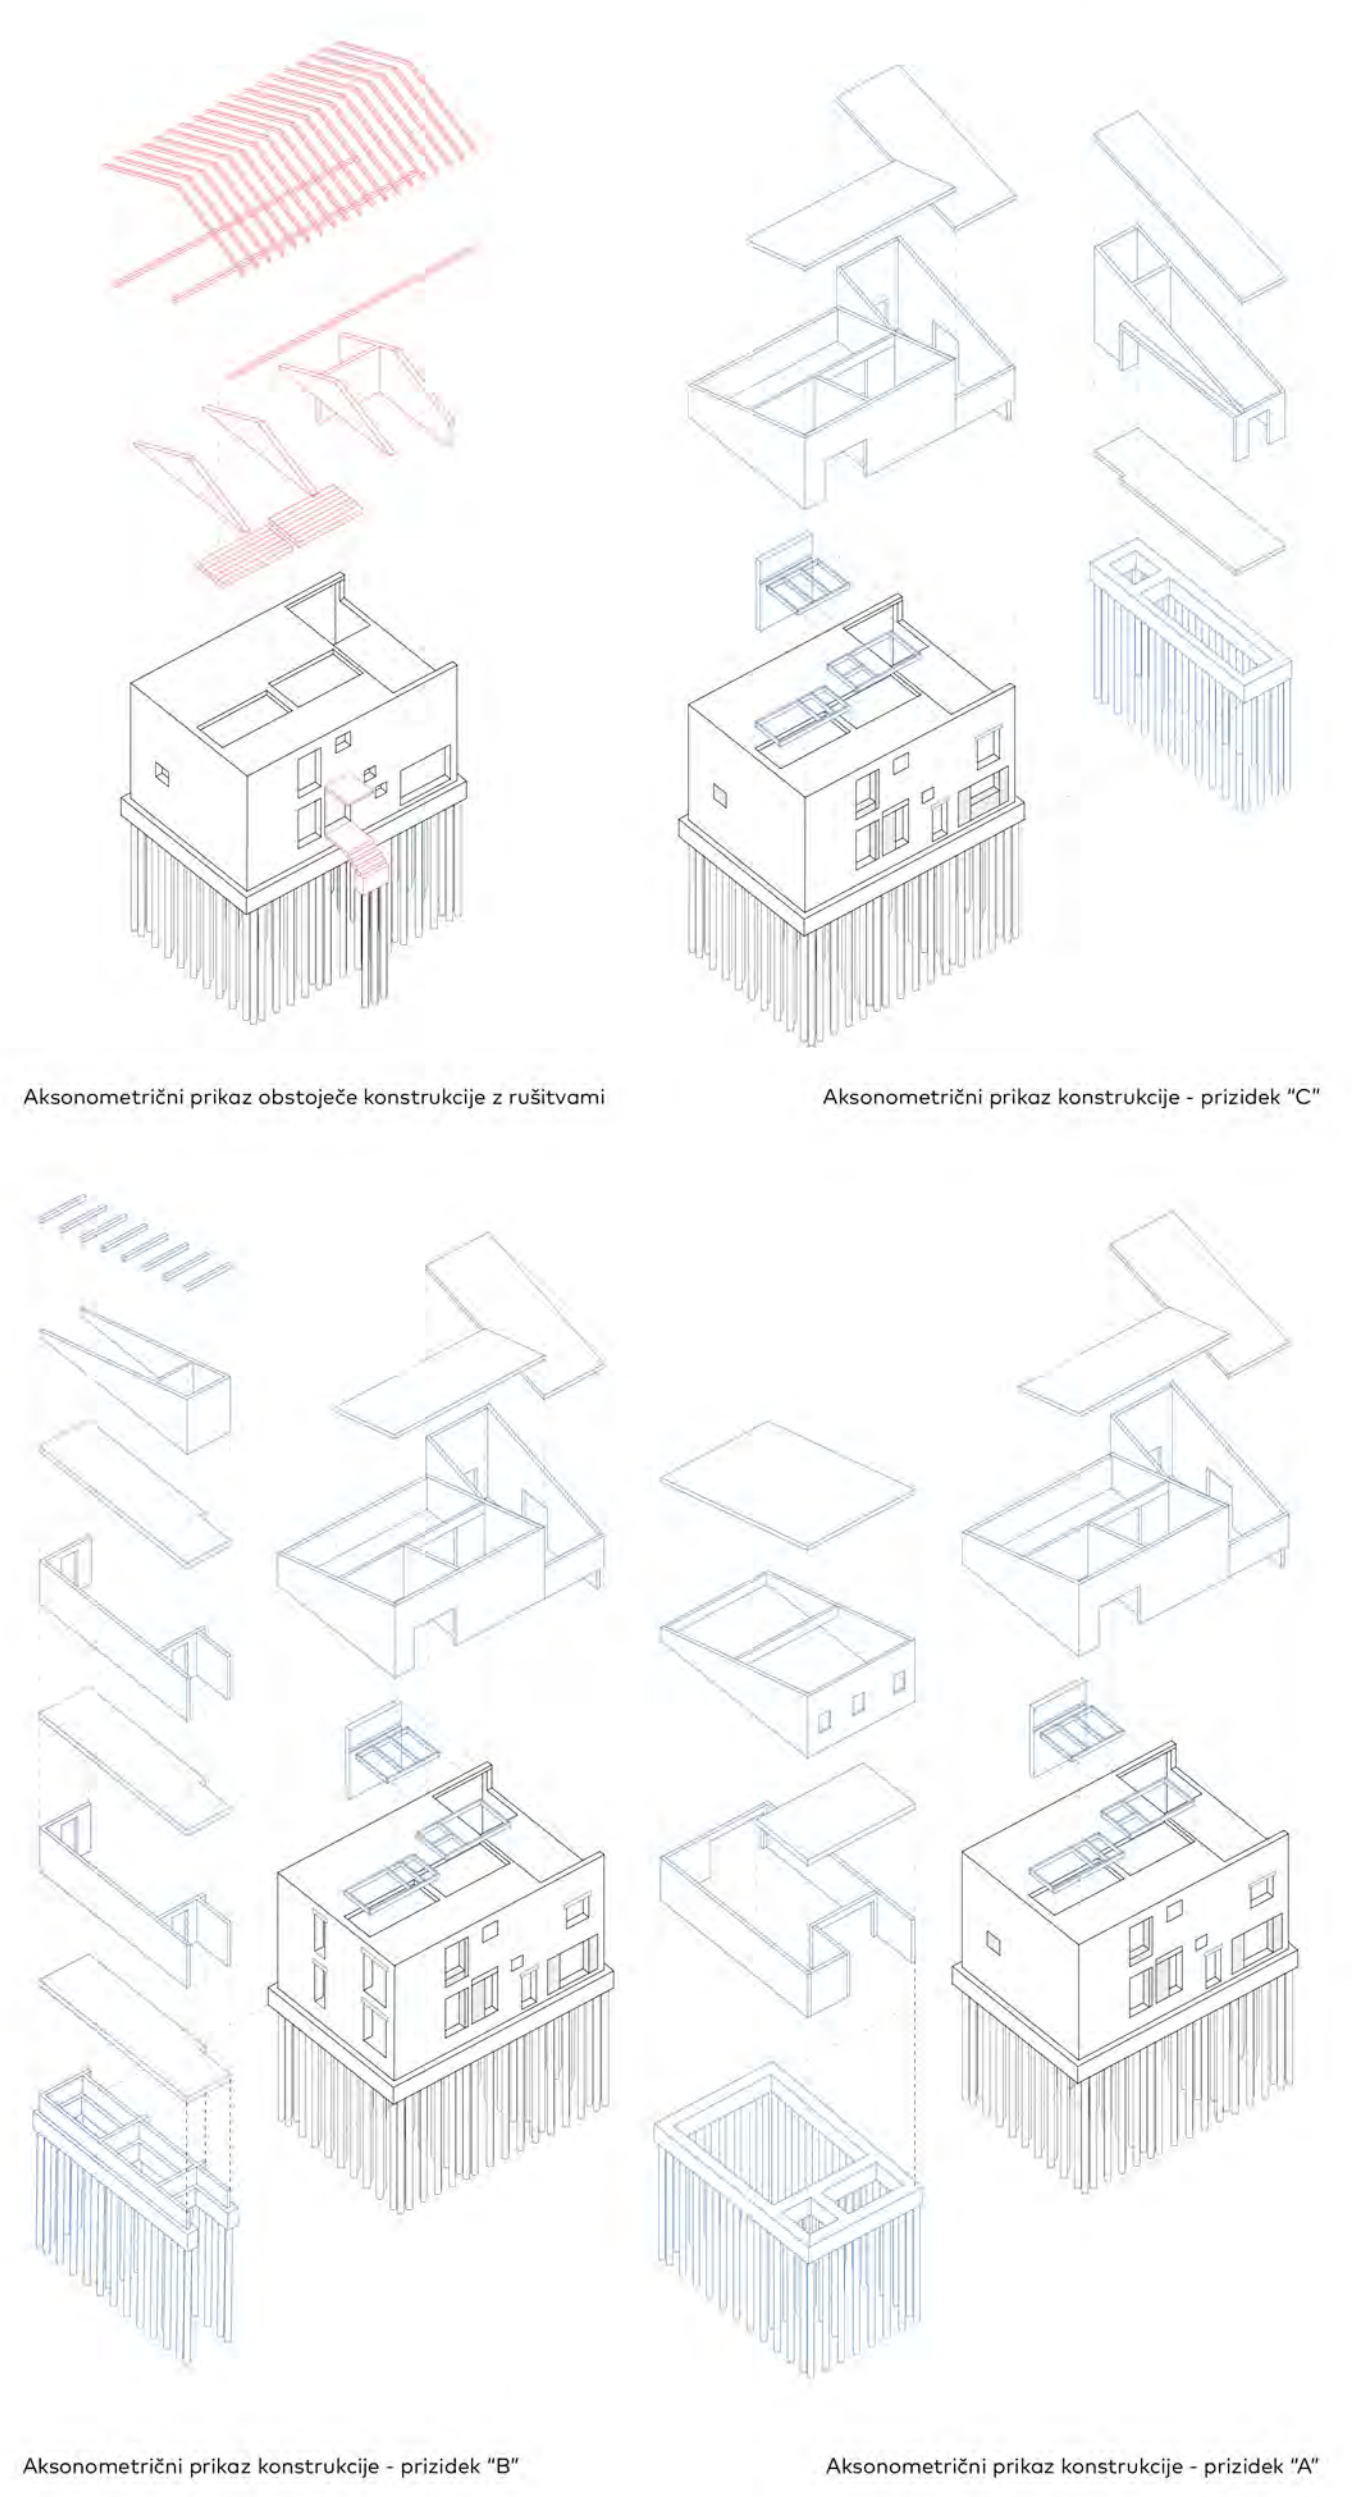 Aksonometrični prikaz obstoječe konstrukcije z rušitvami
Aksonometrični prikaz konstrukcije - prizidek "C"
Aksonometrični prikaz konstrukcije - prizidek "B"
Aksonometrični prikaz konstrukcije - prizidek "A"